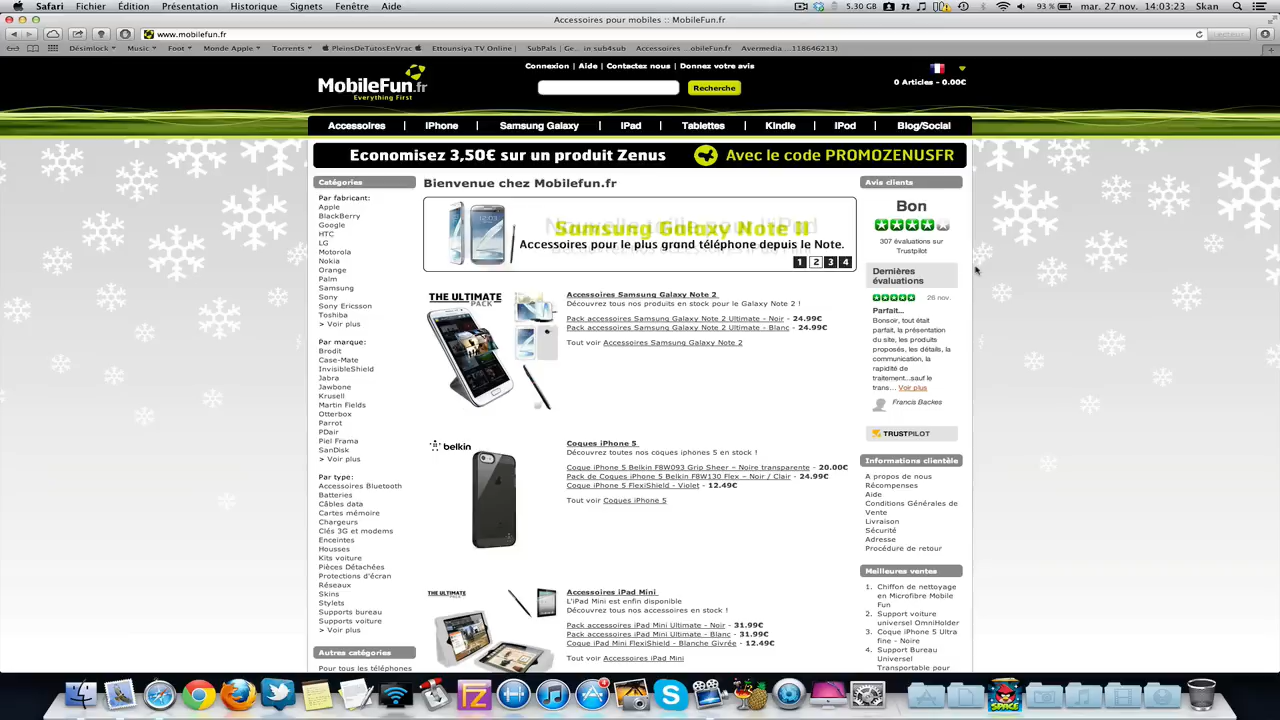 Safari Fichier Édition Présentation Historique Signets Fenêtre Aide 5.30 GB 93 % mar. 27 nov. 14:03:23 Skan
Accessoires pour mobiles :: MobileFun.fr
www.mobilefun.fr
Désimlock Music Foot Monde Apple Torrents PleinsDeTutosEnVrac Ettounsiya TV Online SubPals | Ge... in sub4sub Accessoires ...obileFun.fr Avermedia...118646213)
MobileFun.fr
Everything First
Connexion | Aide | Contactez nous | Donnez votre avis
Recherche
0 Articles - 0.00€
Accessoires | iPhone | Samsung Galaxy | iPad | Tablettes | Kindle | iPod | Blog/Social
Economisez 3,50€ sur un produit Zenus Avec le code PROMOZENUSFR
Catégories
Par fabricant:
Apple
BlackBerry
Google
HTC
LG
Motorola
Nokia
Orange
Palm
Samsung
Sony
Sony Ericsson
Toshiba
> Voir plus
Par marque:
Brodit
Case-Mate
InvisibleShield
Jabra
Jawbone
Krusell
Martin Fields
Otterbox
Parrot
PDair
Piel Frama
SanDisk
> Voir plus
Par type:
Accessoires Bluetooth
Batteries
Câbles data
Cartes mémoire
Chargeurs
Clés 3G et modems
Enceintes
Housses
Kits voiture
Pièces Détachées
Protections d'écran
Réseaux
Skins
Stylets
Supports bureau
Supports voiture
> Voir plus
Autres catégories
Pour tous les téléphones
Bienvenue chez Mobilefun.fr
Samsung Galaxy Note II
Accessoires pour le plus grand téléphone depuis le Note.
1 2 3 4
THE ULTIMATE
PACK
Accessoires Samsung Galaxy Note 2
Découvrez tous nos produits en stock pour le Galaxy Note 2 !
Pack accessoires Samsung Galaxy Note 2 Ultimate - Noir - 24.99€
Pack accessoires Samsung Galaxy Note 2 Ultimate - Blanc - 24.99€
Tout voir Accessoires Samsung Galaxy Note 2
belkin
Coques iPhone 5
Découvrez toutes nos coques iphones 5 en stock !
Coque iPhone 5 Belkin F8W093 Grip Sheer – Noire transparente - 20.00€
Pack de Coques iPhone 5 Belkin F8W130 Flex – Noir / Clair - 24.99€
Coque iPhone 5 FlexiShield - Violet - 12.49€
Tout voir Coques iPhone 5
THE ULTIMATE
PACK
Accessoires iPad Mini
L'iPad Mini est enfin disponible
Découvrez tous nos accessoires en stock !
Pack accessoires iPad Mini Ultimate - Noir - 31.99€
Pack accessoires iPad Mini Ultimate - Blanc - 31.99€
Coque iPad Mini FlexiShield - Blanche Givrée - 12.49€
Tout voir Accessoires iPad Mini
Avis clients
Bon
307 évaluations sur
Trustpilot
Dernières
évaluations
26 nov.
Parfait...
Bonsoir, tout était
parfait, la présentation
du site, les produits
proposés, les détails, la
communication, la
rapidité de
traitement...sauf le
trans... Voir plus
Francis Backes
TRUSTPILOT
Informations clientèle
A propos de nous
Récompenses
Aide
Conditions Générales de
Vente
Livraison
Sécurité
Adresse
Procédure de retour
Meilleures ventes
1. Chiffon de nettoyage
en Microfibre Mobile
Fun
2. Support voiture
universel OmniHolder
3. Coque iPhone 5 Ultra
fine - Noire
4. Support Bureau
Universel
Transportable pour
4
SPACE